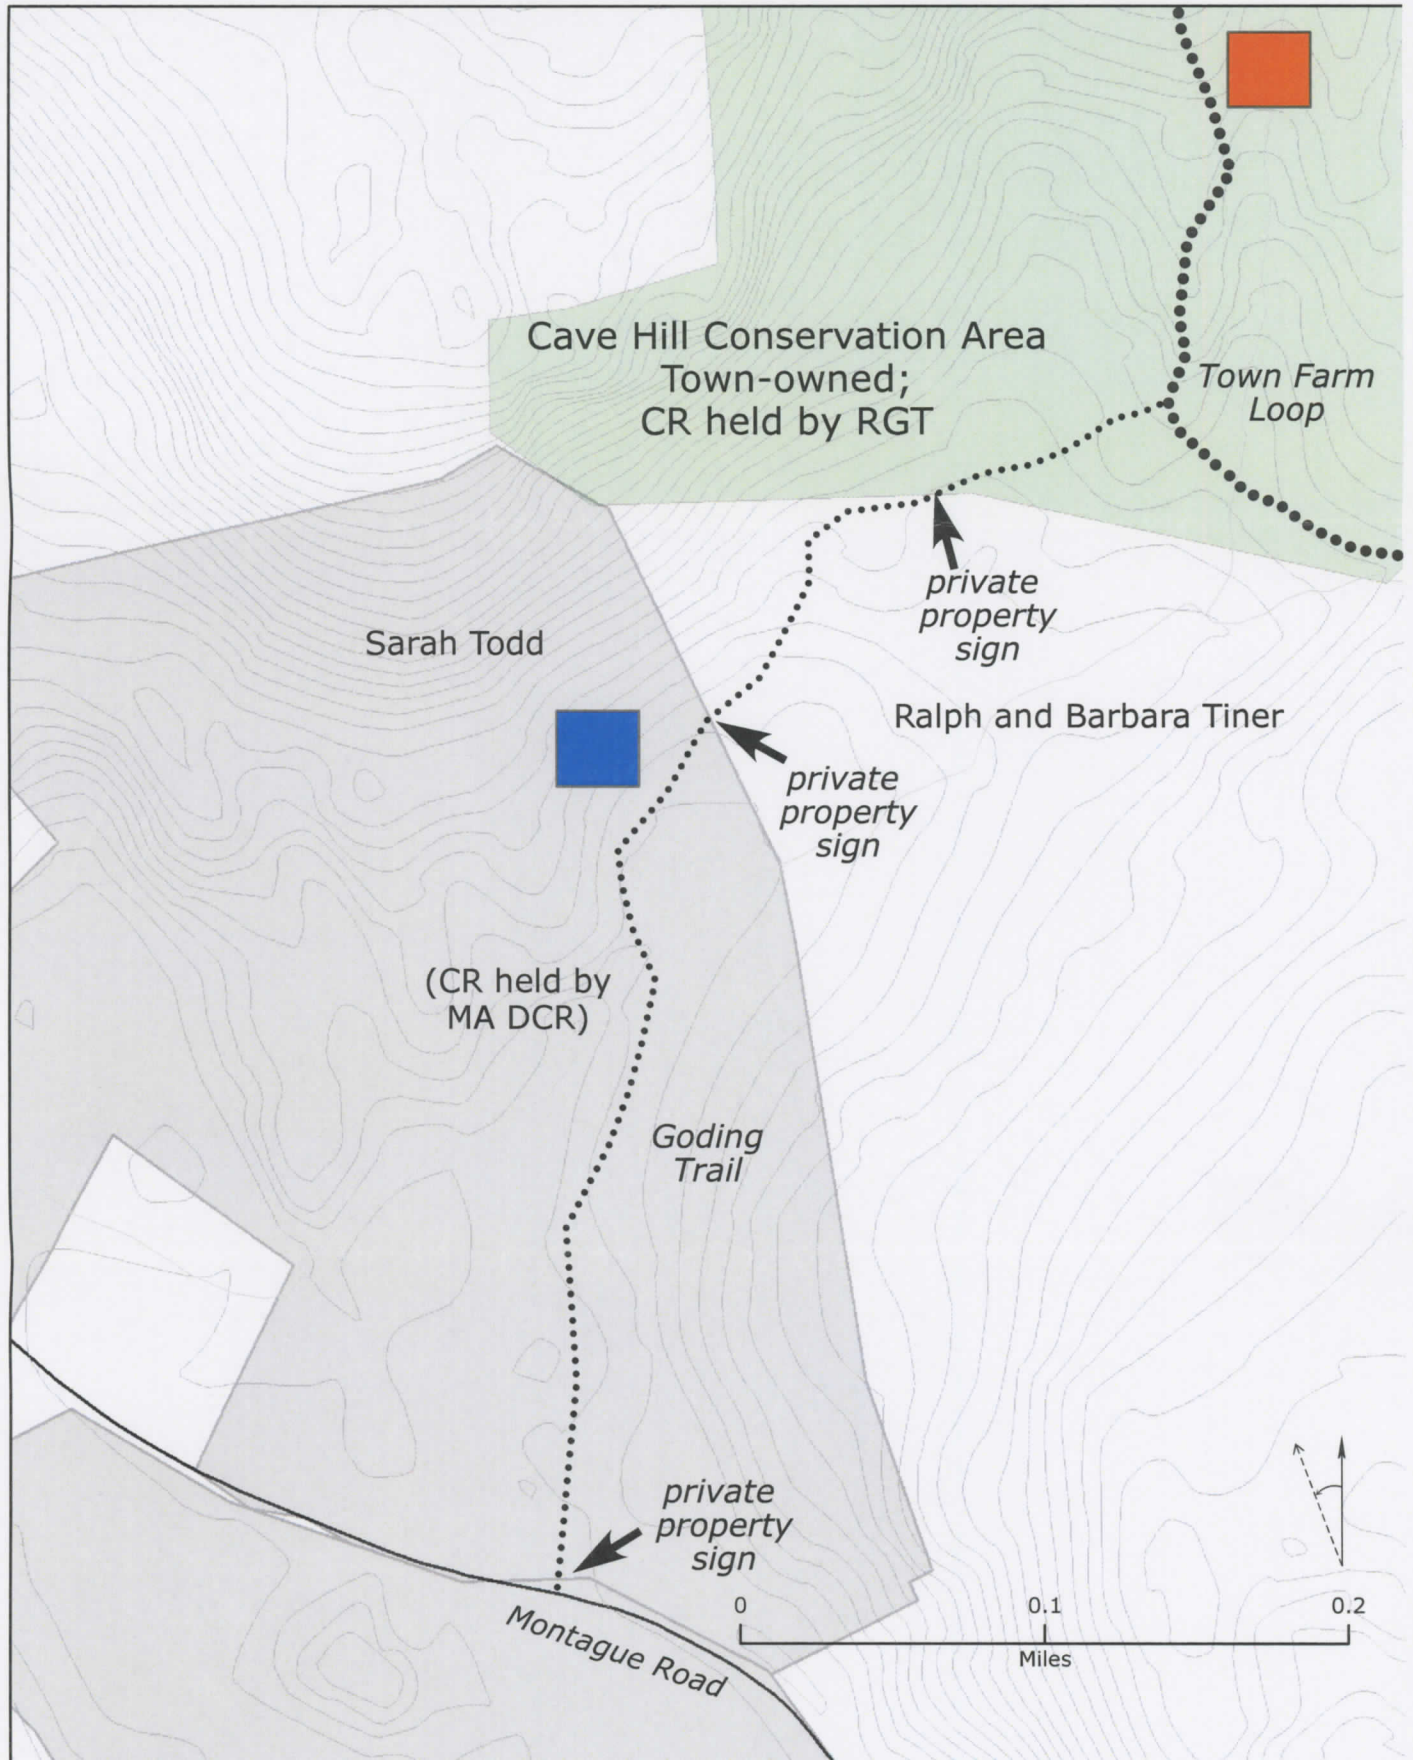 Cave Hill Conservation Area
Town-owned;
CR held by RGT
Town Farm
Loop
private
property
sign
Sarah Todd
Ralph and Barbara Tiner
private
property
sign
(CR held by
MA DCR)
Goding
Trail
private
property
sign
Montague Road
0 0.1 0.2
Miles